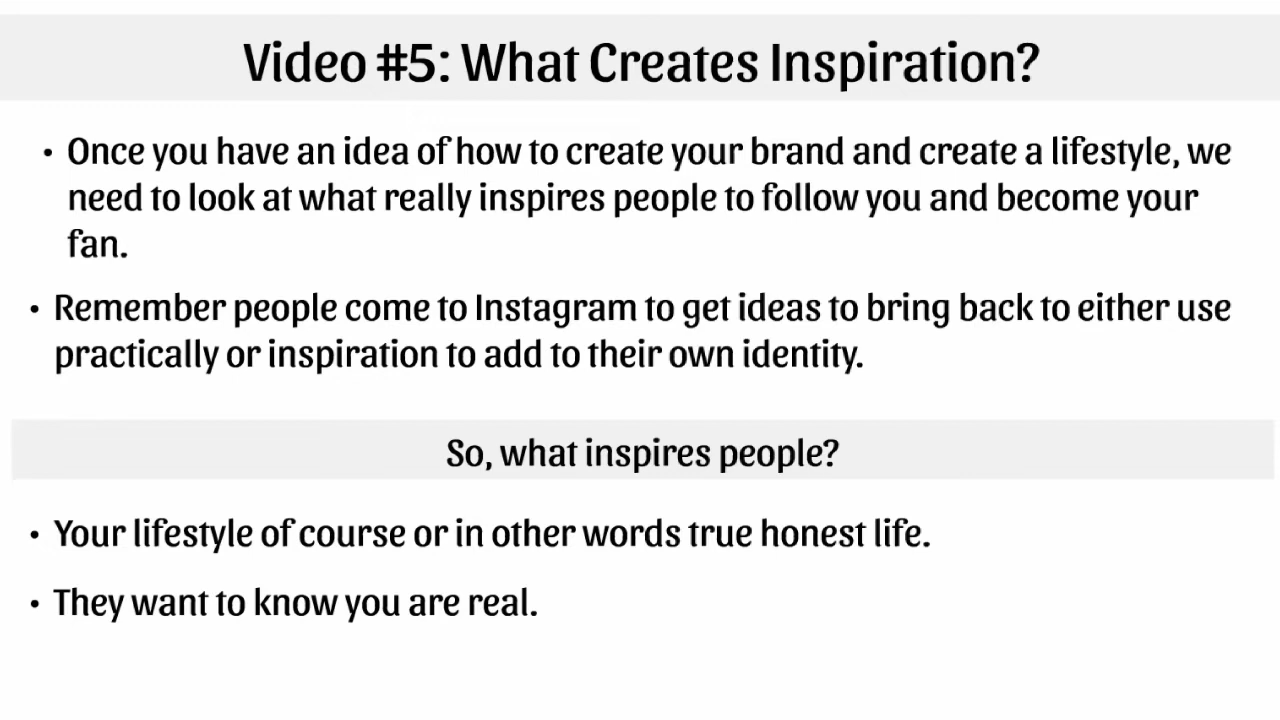 Video #5: What Creates Inspiration?
• Once you have an idea of how to create your brand and create a lifestyle, we
need to look at what really inspires people to follow you and become your
fan.
• Remember people come to Instagram to get ideas to bring back to either use
practically or inspiration to add to their own identity.
So, what inspires people?
• Your lifestyle of course or in other words true honest life.
• They want to know you are real.